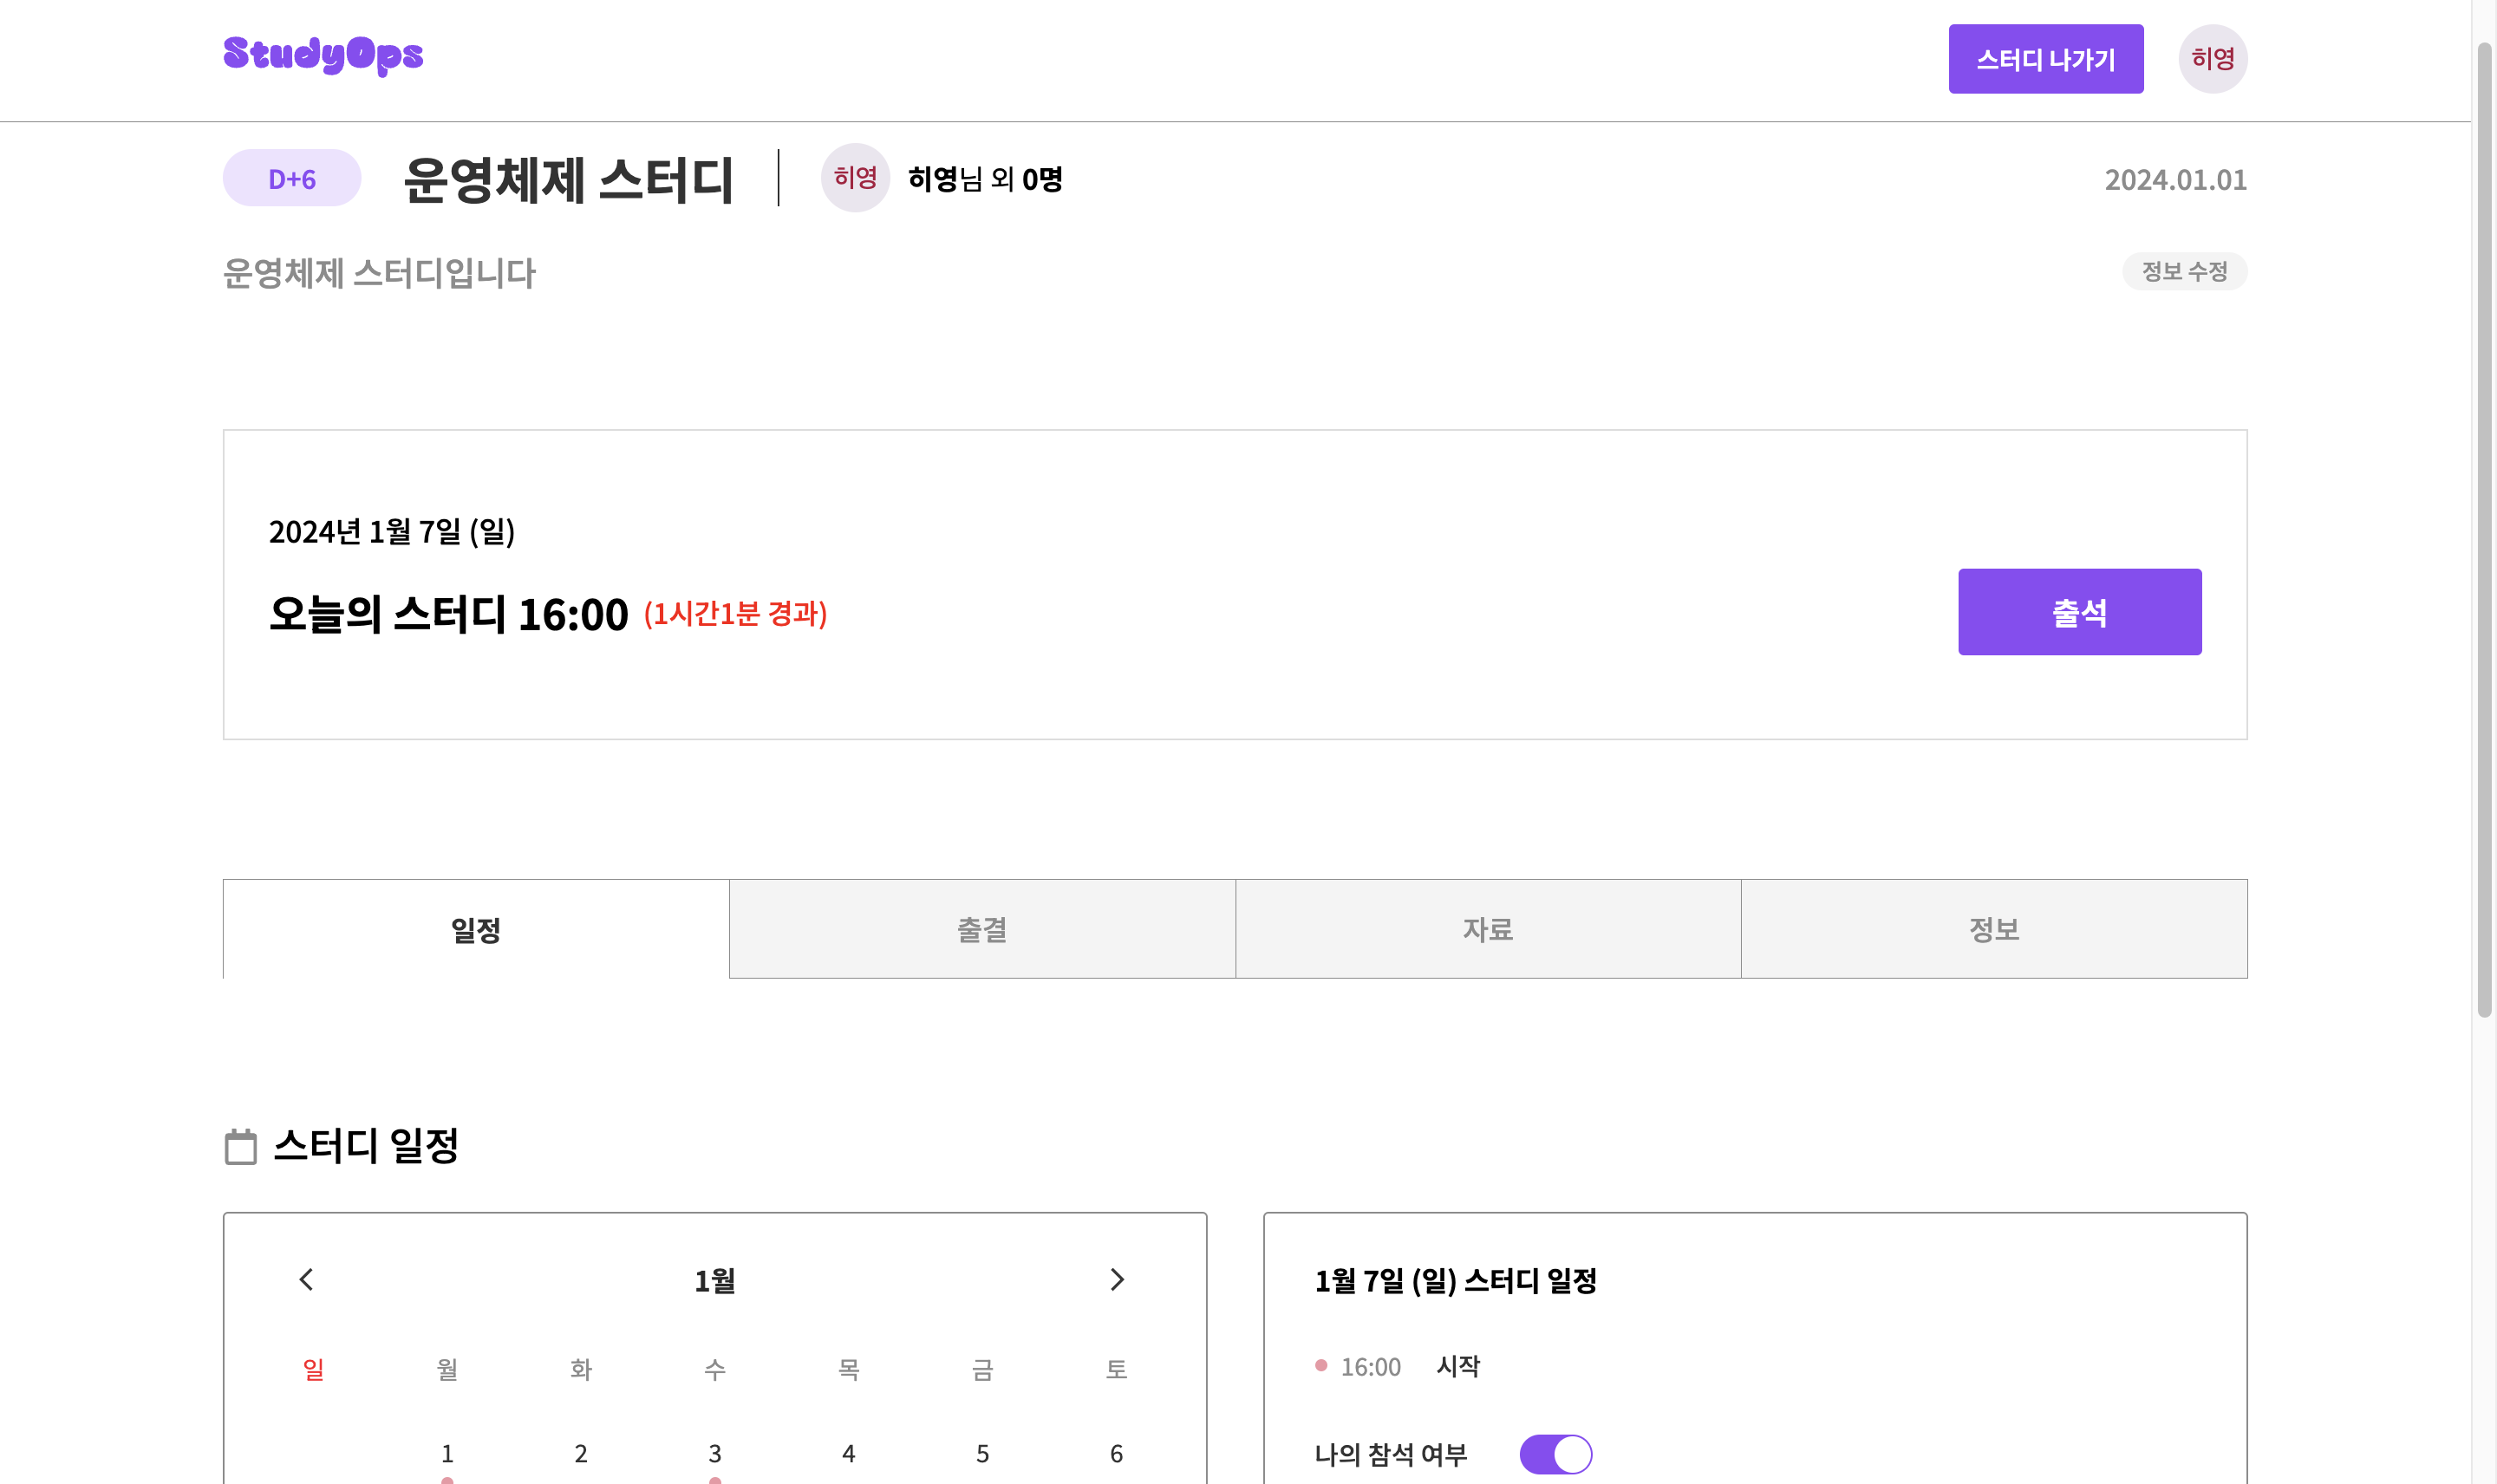 StudyOps
스터디 나가기
히영
D+6
운영체제 스터디
히영
히영님 외 0명
2024.01.01
운영체제 스터디입니다
정보 수정
2024년 1월 7일 (일)
오늘의 스터디 16:00 (1시간1분 경과)
출석
일정
출결
자료
정보
스터디 일정
1월
일 월 화 수 목 금 토
1 2 3 4 5 6
1월 7일 (일) 스터디 일정
16:00 시작
나의 참석 여부